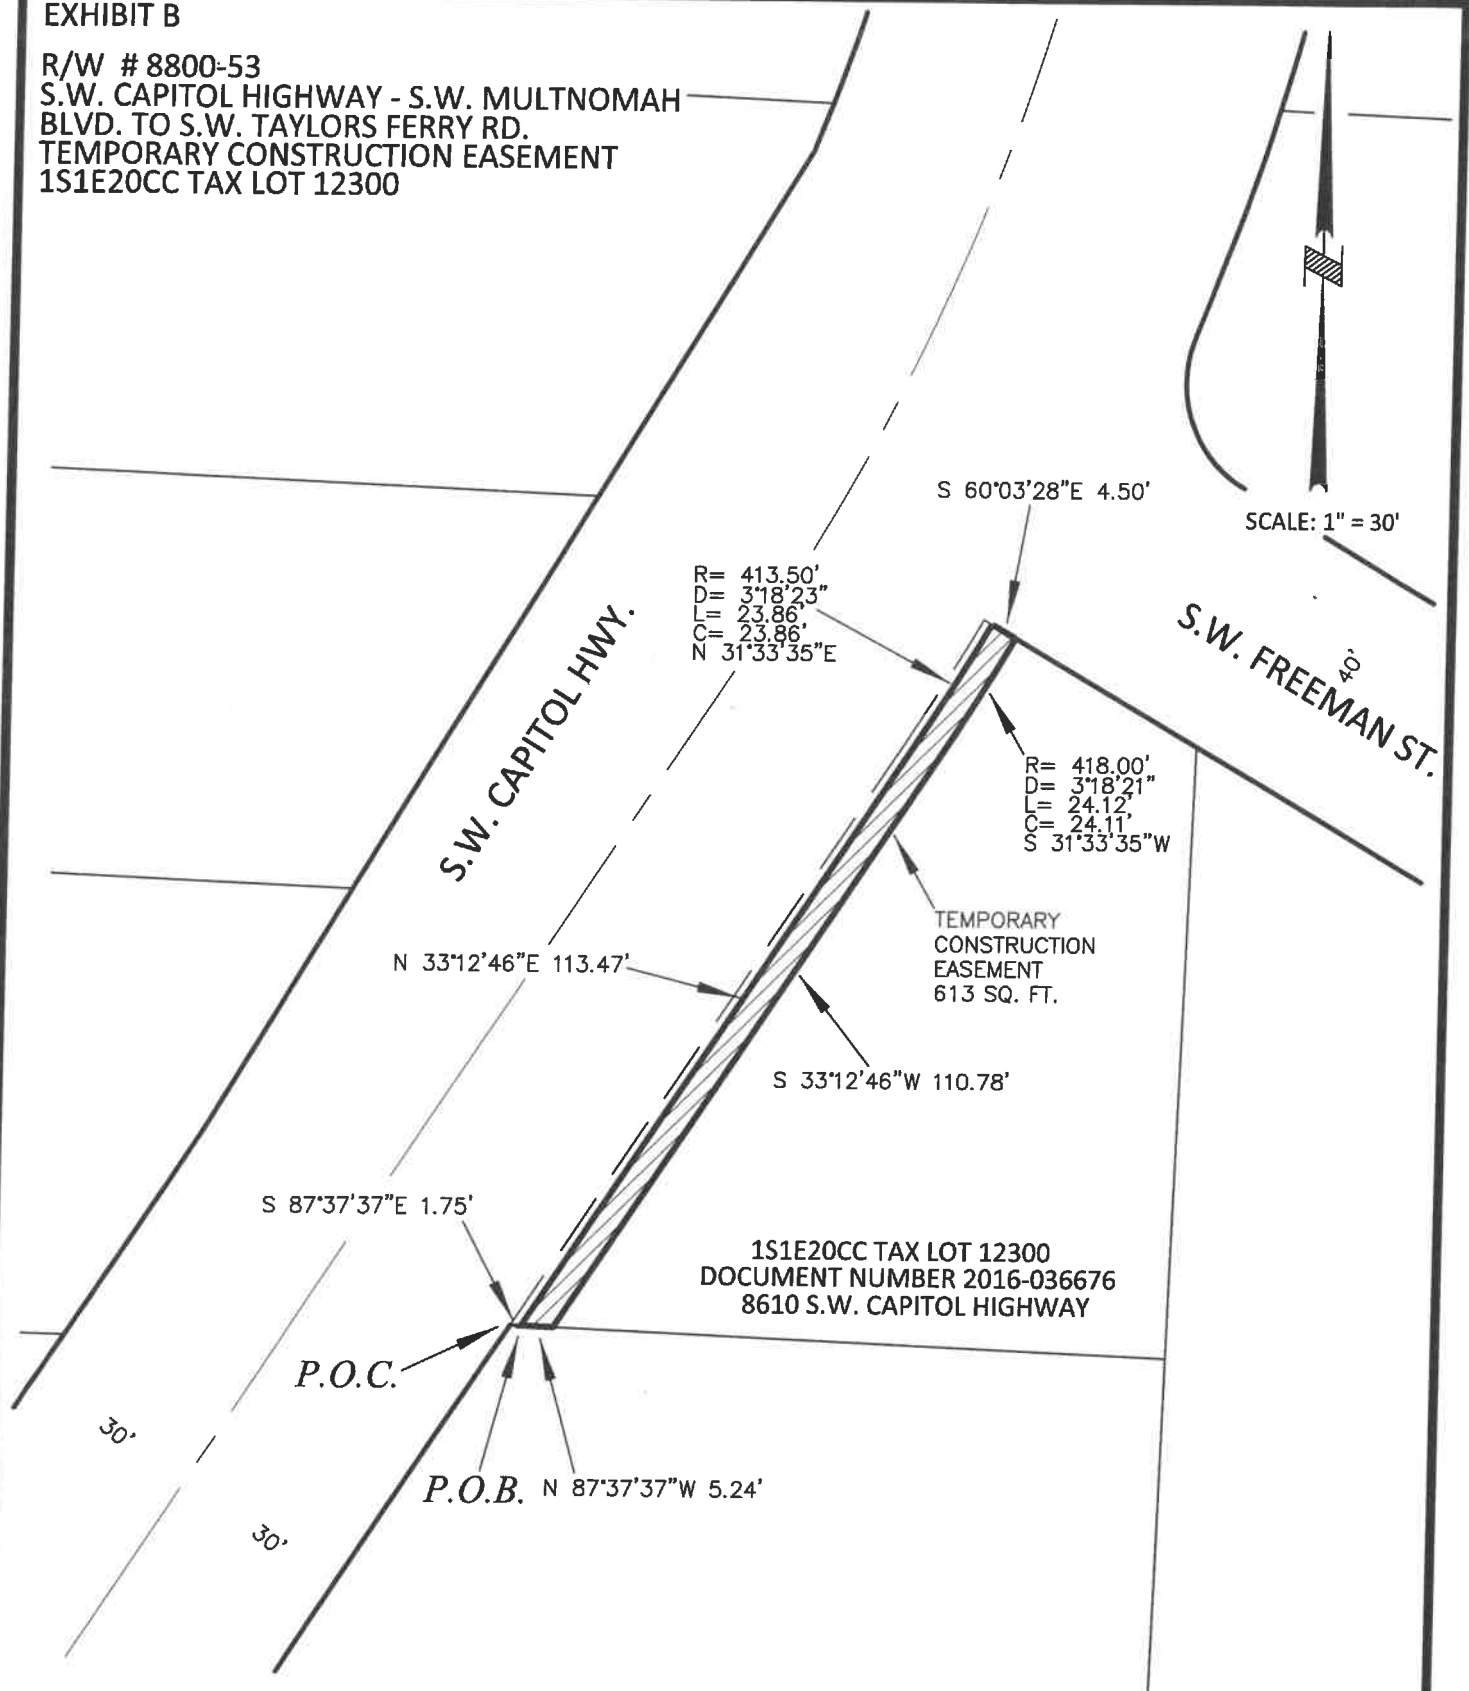 EXHIBIT B
R/W # 8800-53
S.W. CAPITOL HIGHWAY - S.W. MULTNOMAH
BLVD. TO S.W. TAYLORS FERRY RD.
TEMPORARY CONSTRUCTION EASEMENT
1S1E20CC TAX LOT 12300
S 60°03'28"E 4.50'
SCALE: 1" = 30'
R= 413.50'
D= 3°18'23"
L= 23.86'
C= 23.86'
N 31°33'35"E
S.W. CAPITOL HWY.
S.W. FREEMAN ST.
40'
R= 418.00'
D= 3°18'21"
L= 24.12'
C= 24.11'
S 31°33'35"W
TEMPORARY
CONSTRUCTION
EASEMENT
613 SQ. FT.
N 33°12'46"E 113.47'
S 33°12'46"W 110.78'
S 87°37'37"E 1.75'
1S1E20CC TAX LOT 12300
DOCUMENT NUMBER 2016-036676
8610 S.W. CAPITOL HIGHWAY
P.O.C.
30'
P.O.B.
N 87°37'37"W 5.24'
30'